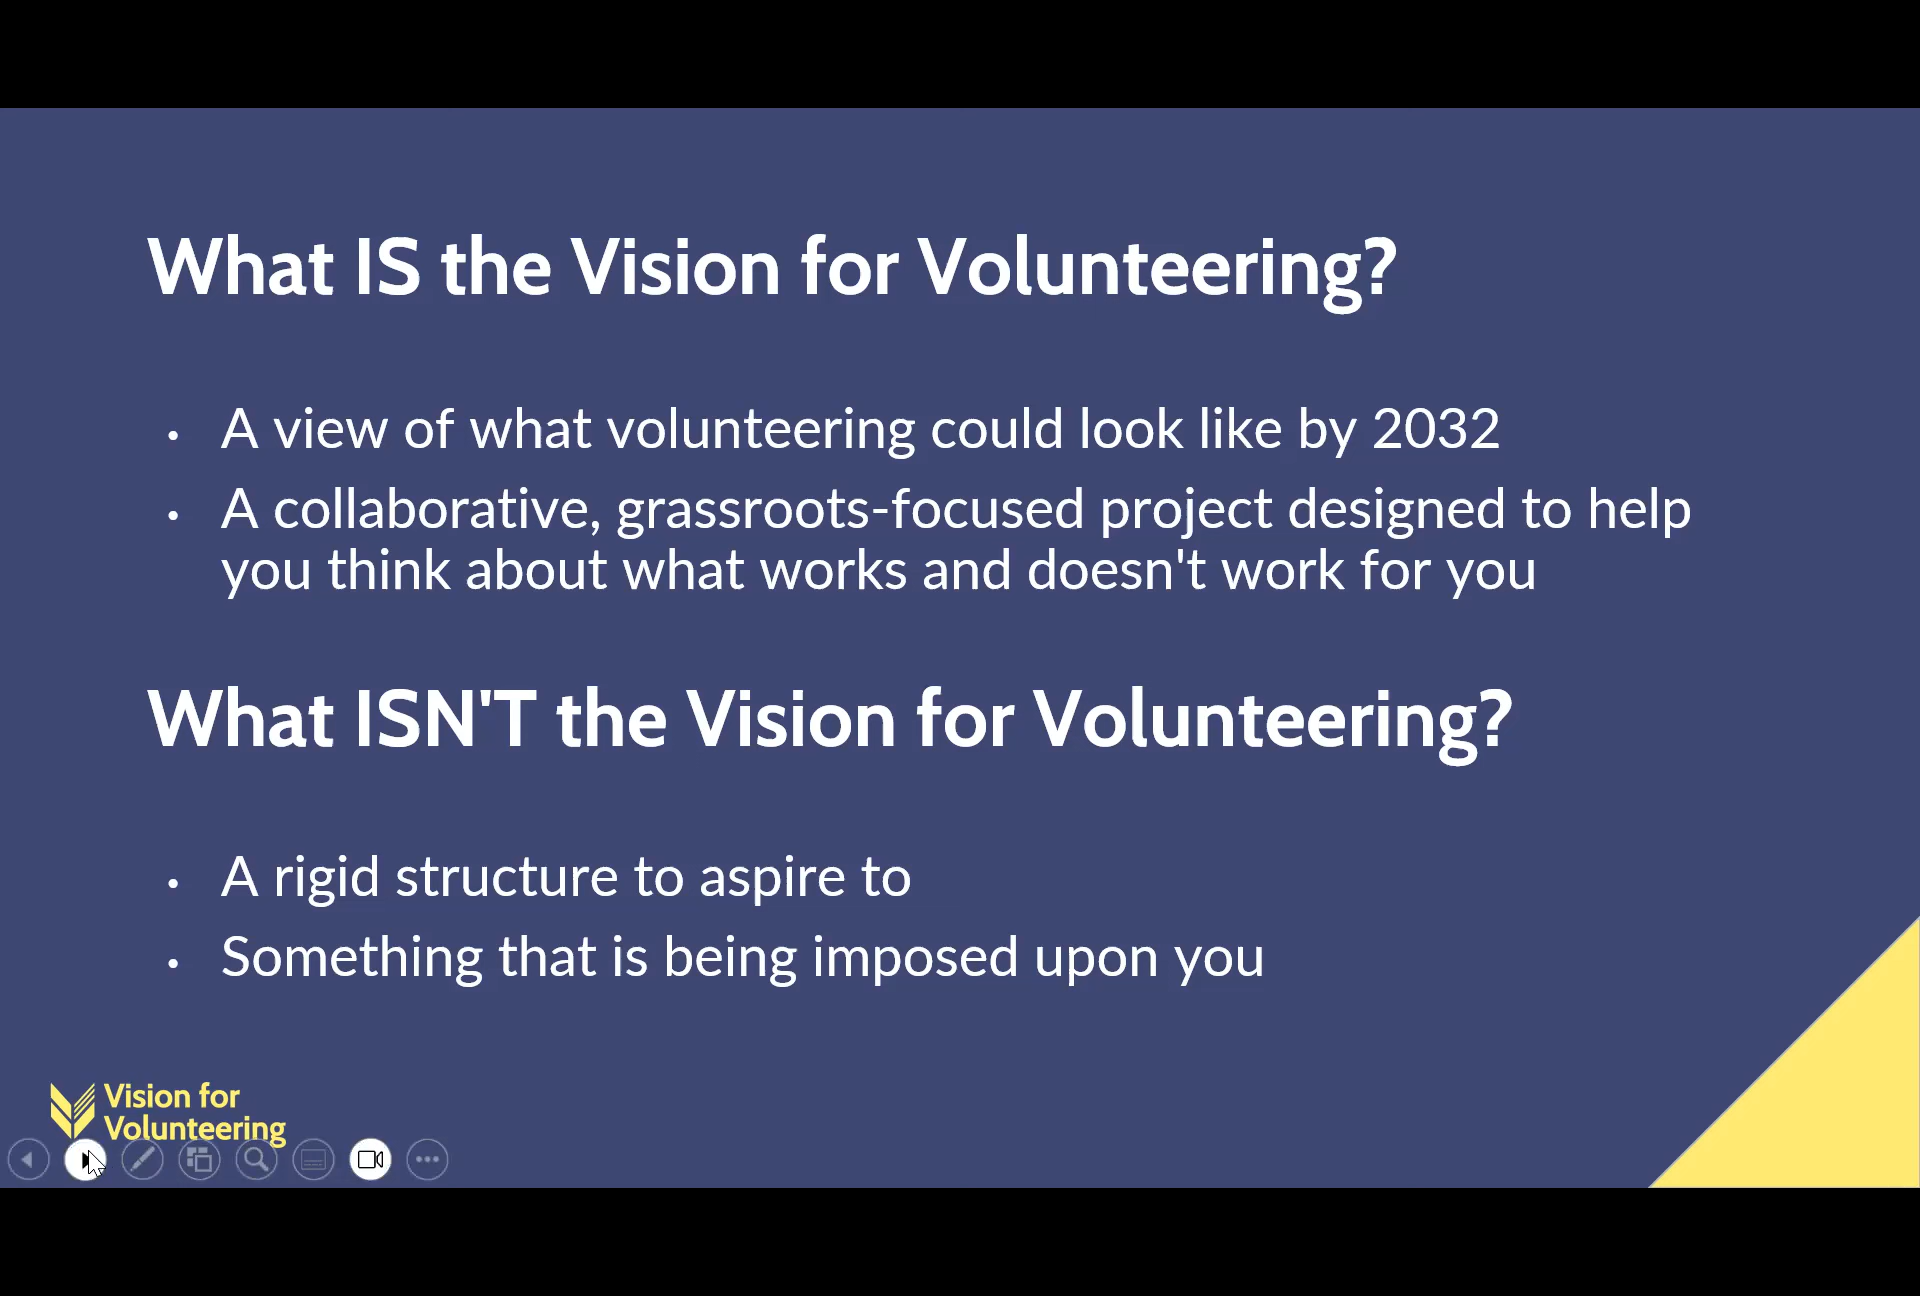 What IS the Vision for Volunteering?
• A view of what volunteering could look like by 2032
• A collaborative, grassroots-focused project designed to help
you think about what works and doesn't work for you
What ISN'T the Vision for Volunteering?
• A rigid structure to aspire to
• Something that is being imposed upon you
Vision for
Volunteering